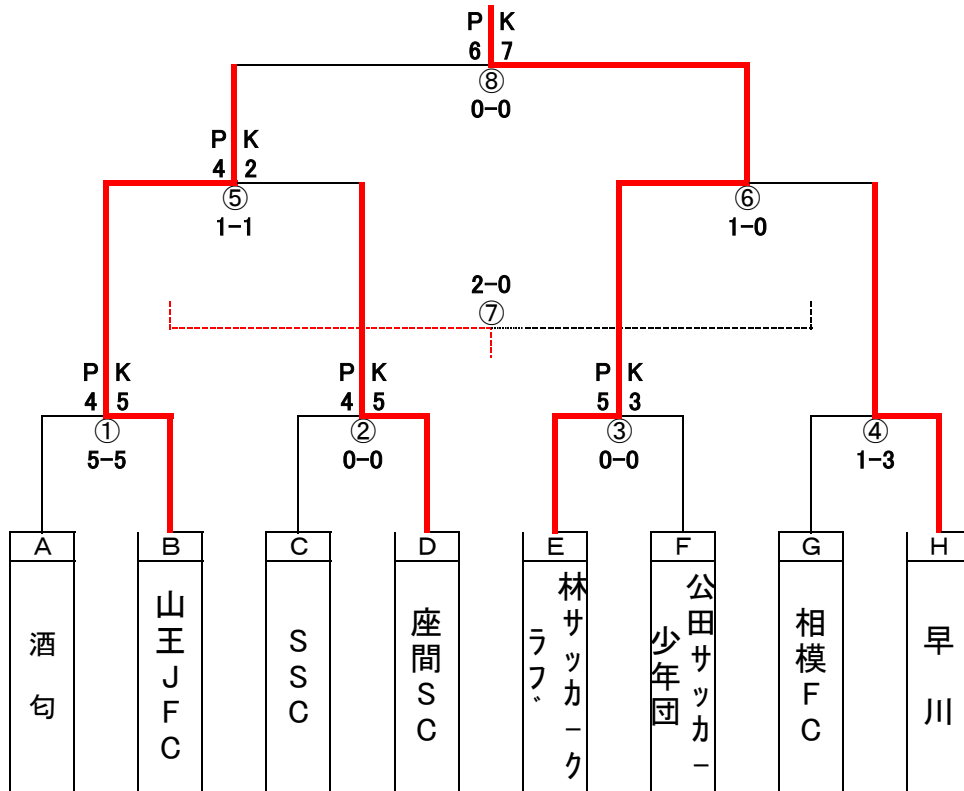 P K
6 7
⑧
0-0
P K
4 2
⑤
1-1
⑥
1-0
2-0
⑦
P K
4 5
①
5-5
P K
4 5
②
0-0
P K
5 3
③
0-0
④
1-3
A
B
C
D
E
F
G
H
酒匂
山王JFC
SSC
座間SC
林サッカーク
ラブ
公田サッカー
少年団
相模FC
早川